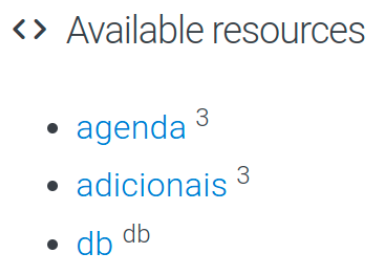 <> Available resources
• agenda 3
• adicionais 3
• db db